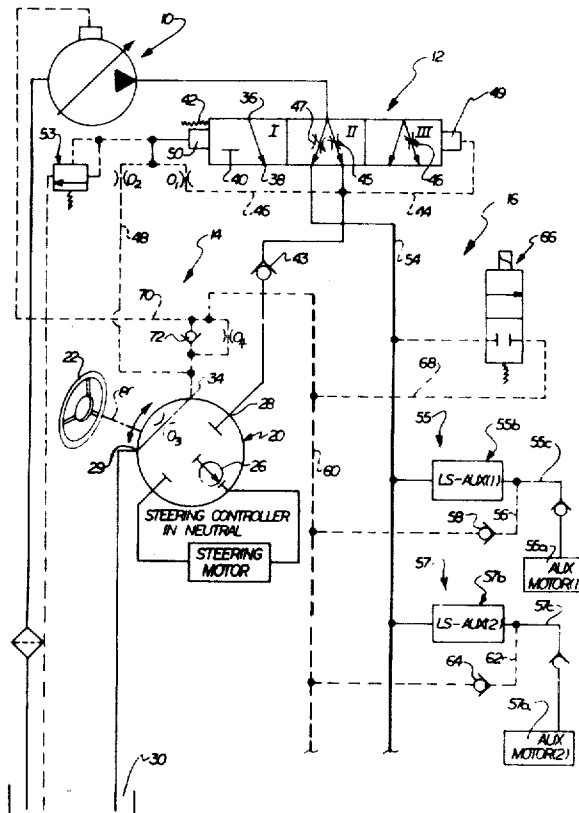 10
42
36
I
47
II
12
III
49
53
50
40
38
45
46
O2
O1
46
44
16
14
54
66
48
43
70
72
O4
68
22
8
34
28
55
55b
55c
O3
20
LS-AUX(1)
29
26
60
56
58
STEERING CONTROLLER
IN NEUTRAL
55a
AUX
MOTOR(1)
STEERING
MOTOR
57
57b
57c
LS-AUX(2)
62
64
57a
AUX
MOTOR(2)
30